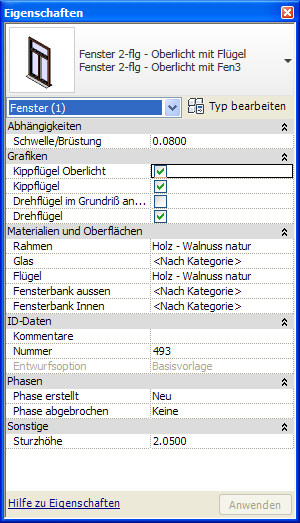 Eigenschaften
Fenster 2-flg - Oberlicht mit Flügel
Fenster 2-flg - Oberlicht mit Fen3
Fenster (1) Typ bearbeiten
Abhängigkeiten
Schwelle/Brüstung 0.0800
Grafiken
Kippflügel Oberlicht
Kippflügel
Drehflügel im Grundriß an...
Drehflügel
Materialien und Oberflächen
Rahmen Holz - Walnuss natur
Glas <Nach Kategorie>
Flügel Holz - Walnuss natur
Fensterbank aussen <Nach Kategorie>
Fensterbank Innen <Nach Kategorie>
ID-Daten
Kommentare
Nummer 493
Entwurfsoption Basisvorlage
Phasen
Phase erstellt Neu
Phase abgebrochen Keine
Sonstige
Sturzhöhe 2.0500
Hilfe zu Eigenschaften Anwenden